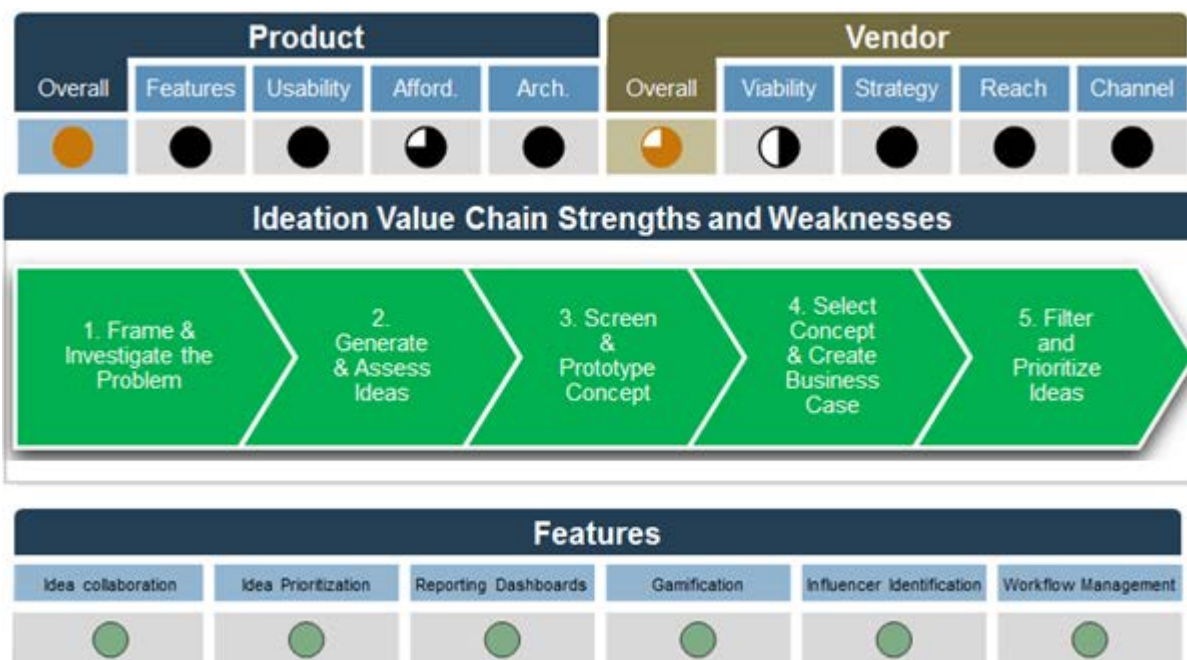 Product
Vendor
Overall
Features
Usability
Afford.
Arch.
Overall
Viability
Strategy
Reach
Channel
Ideation Value Chain Strengths and Weaknesses
1. Frame &
Investigate the
Problem
2.
Generate
& Assess
Ideas
3. Screen
&
Prototype
Concept
4. Select
Concept
& Create
Business
Case
5. Filter
and
Prioritize
Ideas
Features
Idea collaboration
Idea Prioritization
Reporting Dashboards
Gamification
Influencer Identification
Workflow Management